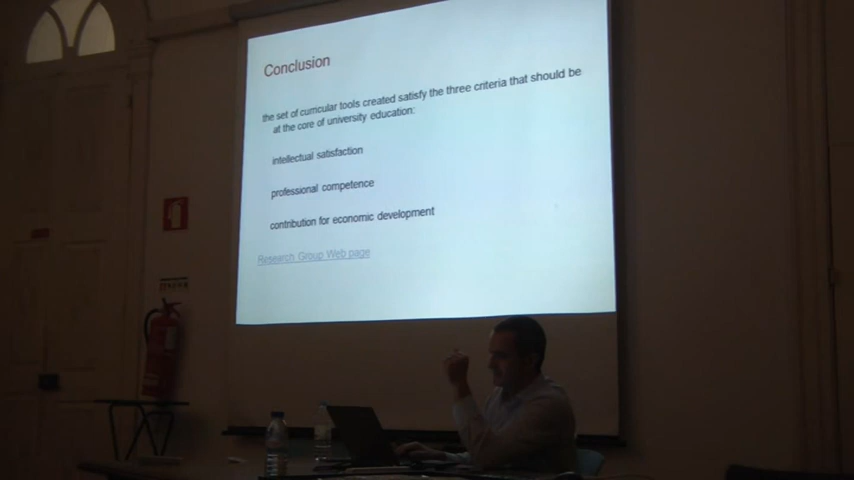 Conclusion
the set of curricular tools created satisfy the three criteria that should be
at the core of university education:
intellectual satisfaction
professional competence
contribution for economic development
Research Group Web page